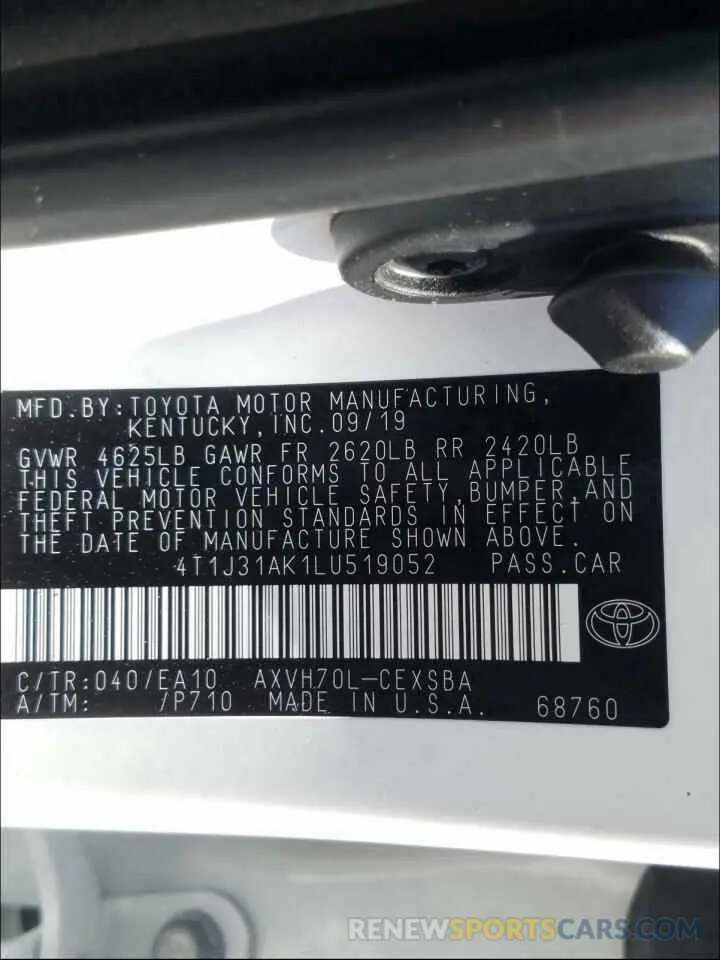 MFD.BY:TOYOTA MOTOR MANUFACTURING,
KENTUCKY,INC.09/19
GVWR 4625LB GAWR FR 2620LB RR 2420LB
THIS VEHICLE CONFORMS TO ALL APPLICABLE
FEDERAL MOTOR VEHICLE SAFETY,BUMPER,AND
THEFT PREVENTION STANDARDS IN EFFECT ON
THE DATE OF MANUFACTURE SHOWN ABOVE.
4T1J31AK1LU519052 PASS.CAR
C/TR:040/EA10 AXVH70L-CEXSBA
A/TM: /P710 MADE IN U.S.A. 68760
RENEWSPORTSCARS.COM